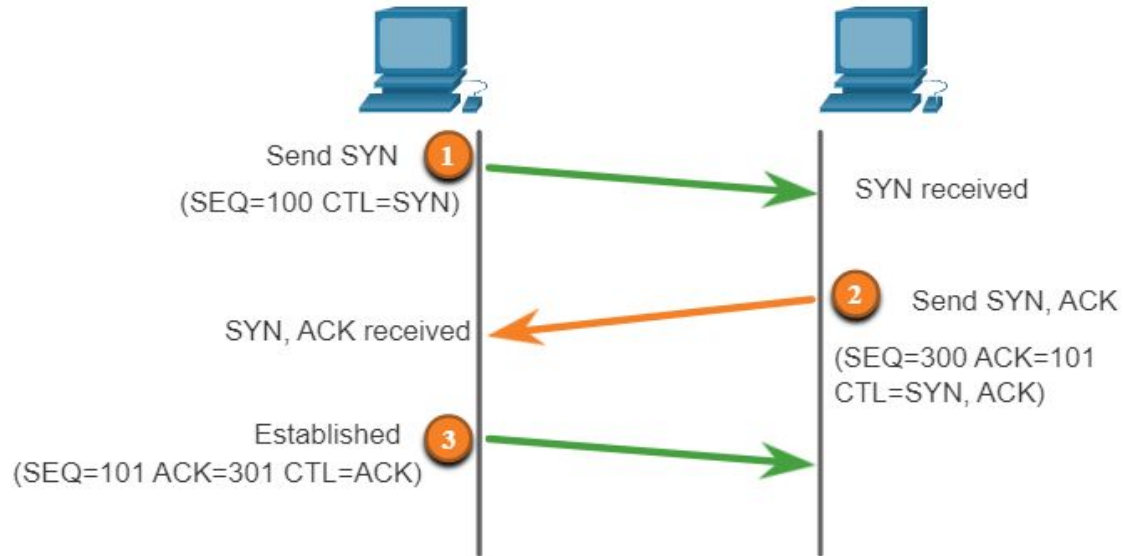 Send SYN 1
(SEQ=100 CTL=SYN)
SYN received
2 Send SYN, ACK
(SEQ=300 ACK=101
CTL=SYN, ACK)
SYN, ACK received
Established 3
(SEQ=101 ACK=301 CTL=ACK)